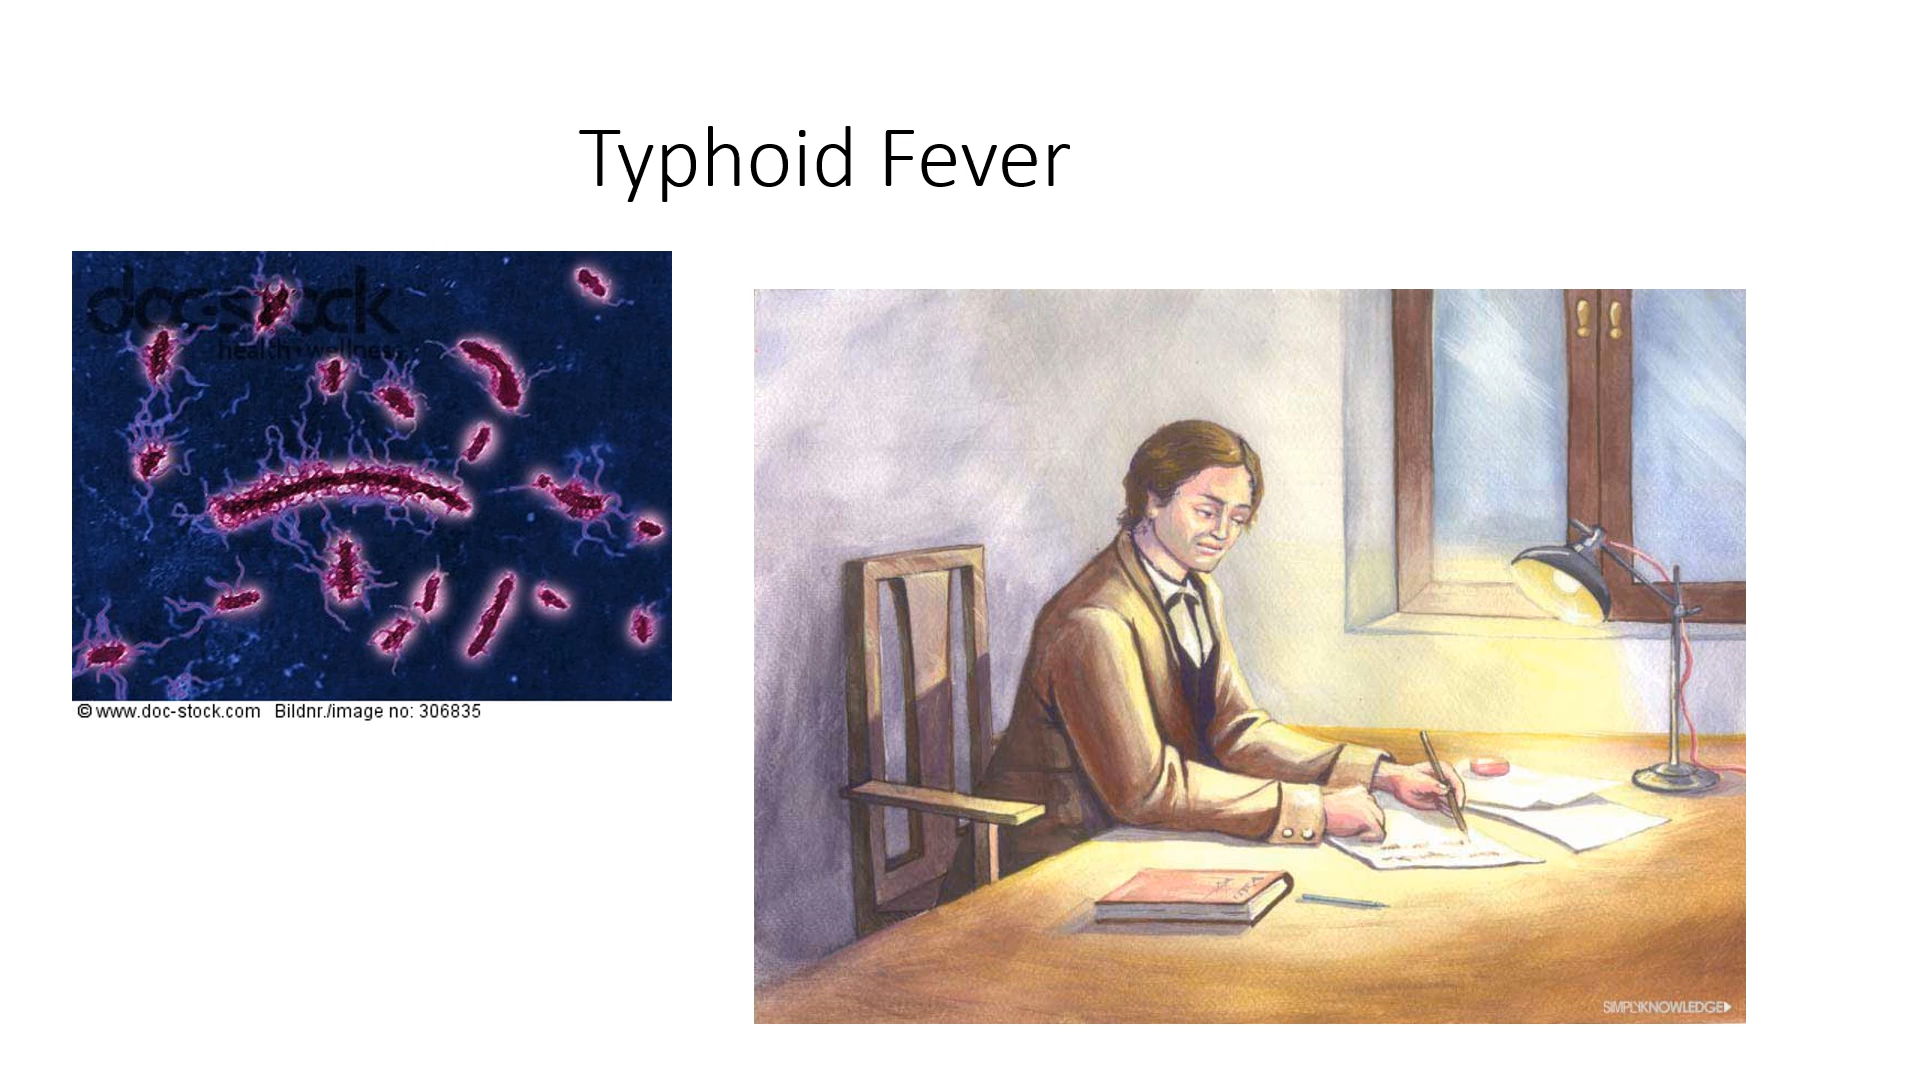 Typhoid Fever
doc-stock
health+wellness
© www.doc-stock.com Bildnr./image no: 306835
SIMPLYKNOWLEDGE